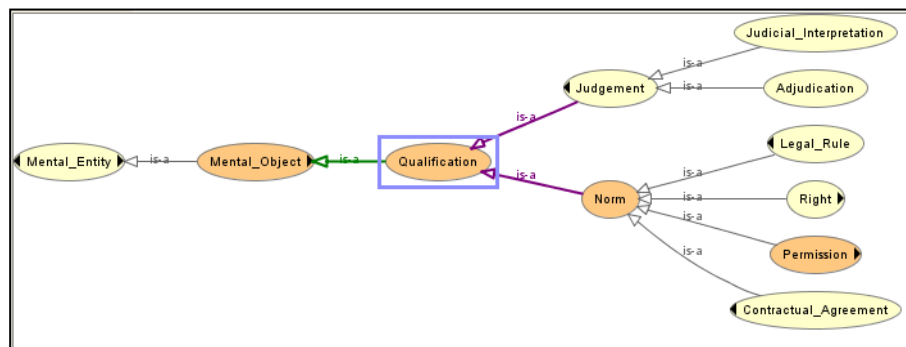 Judicial_Interpretation
is-a
Judgement
is-a
Adjudication
is-a
Mental_Entity
is-a
Mental_Object
is-a
Qualification
Legal_Rule
is-a
is-a
Norm
is-a
Right
is-a
Permission
is-a
Contractual_Agreement